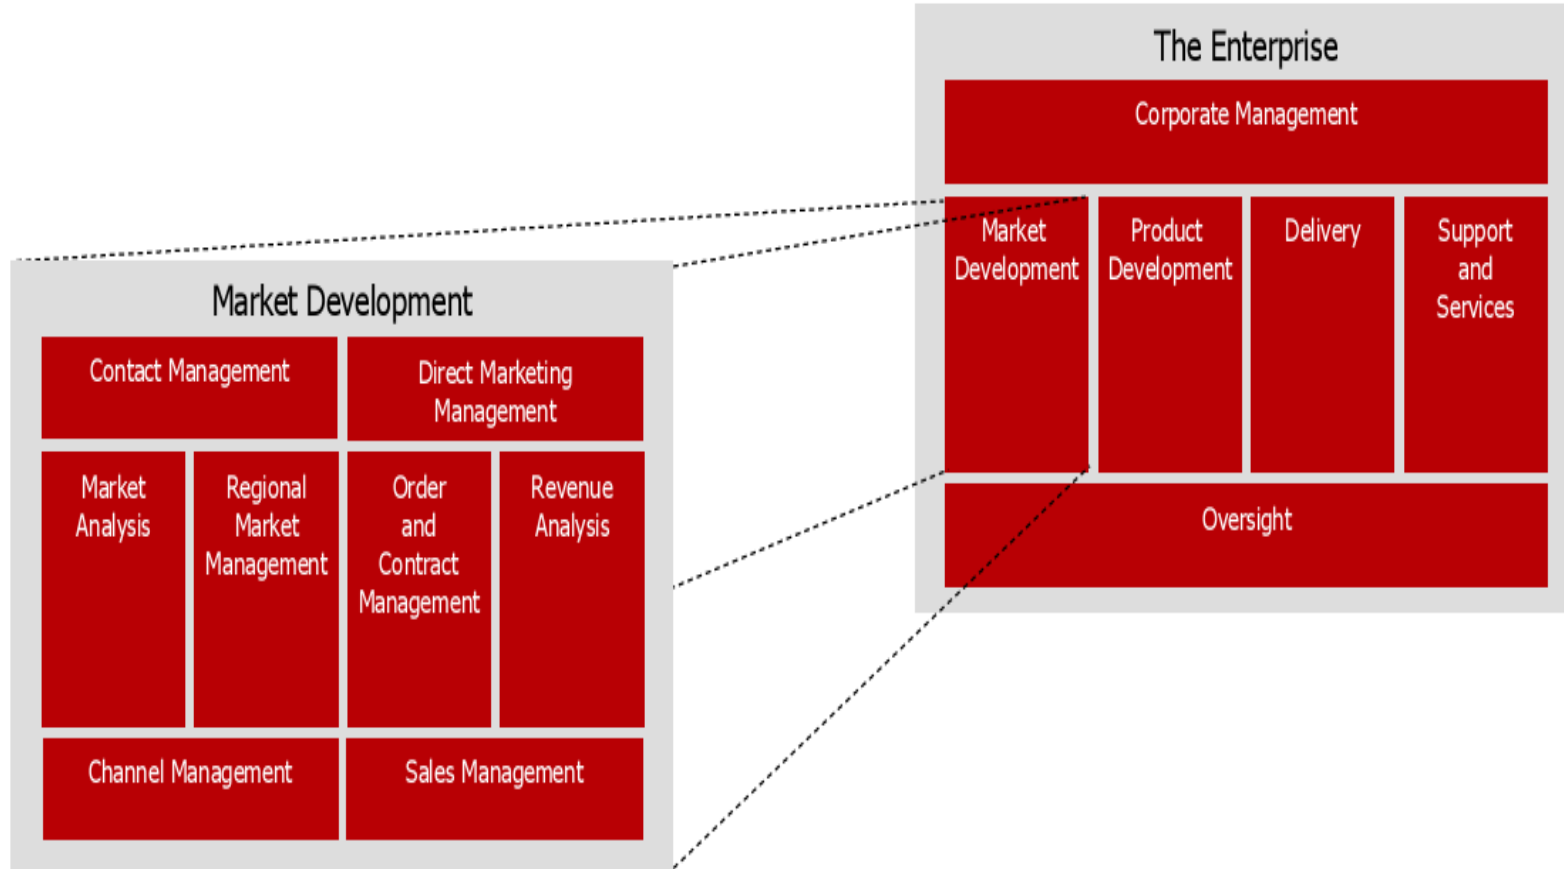 The Enterprise
Corporate Management
Market
Development
Product
Development
Delivery
Support
and
Services
Oversight
Market Development
Contact Management
Direct Marketing
Management
Market
Analysis
Regional
Market
Management
Order
and
Contract
Management
Revenue
Analysis
Channel Management
Sales Management